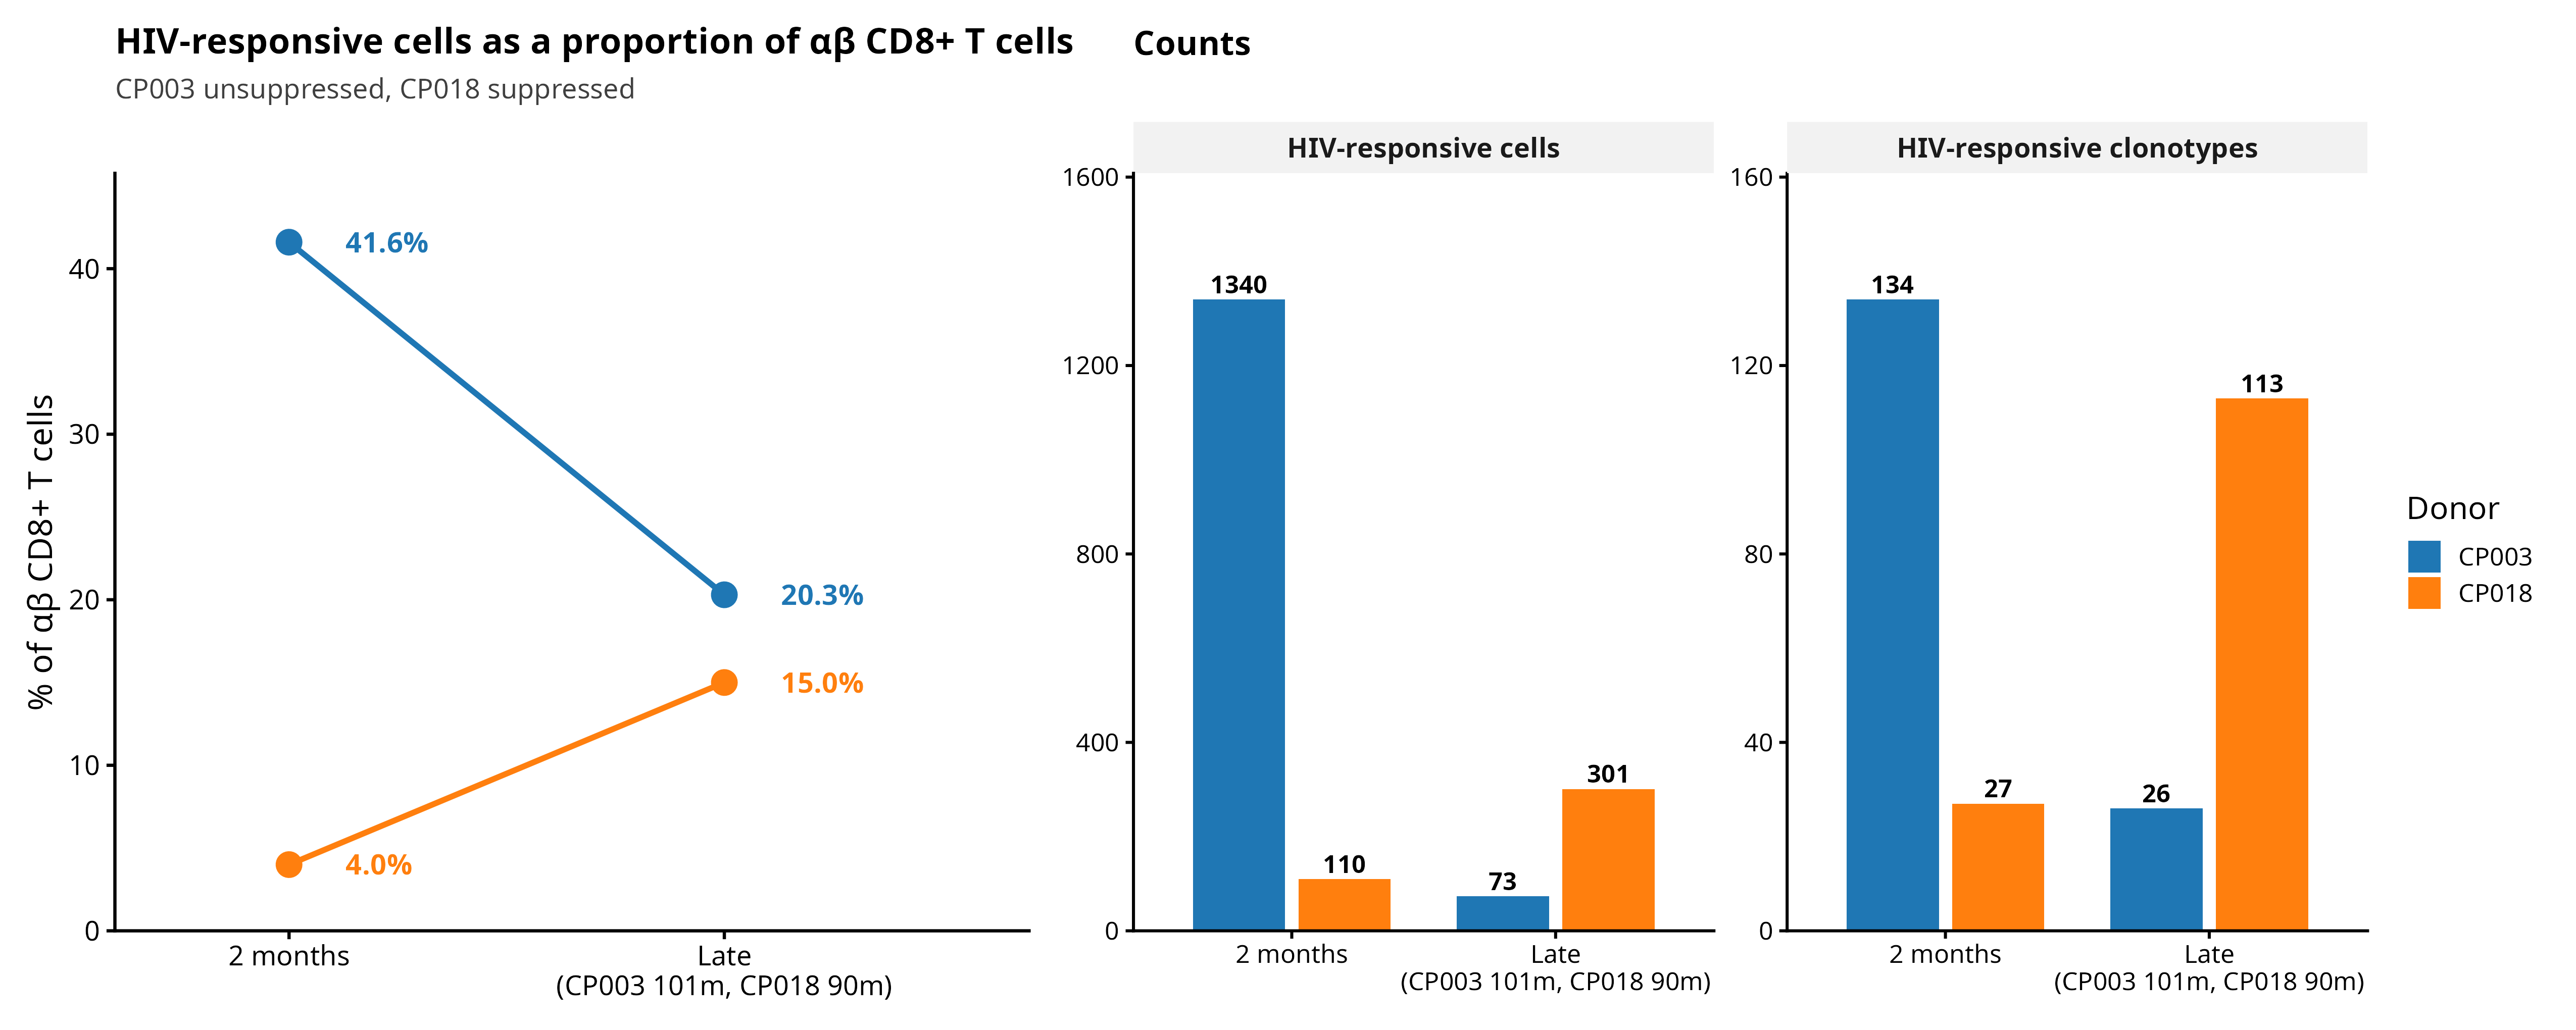 HIV-responsive cells as a proportion of αβ CD8+ T cells
CP003 unsuppressed, CP018 suppressed
% of αβ CD8+ T cells
40
30
20
10
0
41.6%
20.3%
15.0%
4.0%
2 months
Late
(CP003 101m, CP018 90m)
Counts
HIV-responsive cells
1600
1200
800
400
0
1340
110
73
301
2 months
Late
(CP003 101m, CP018 90m)
HIV-responsive clonotypes
160
120
80
40
0
134
27
26
113
2 months
Late
(CP003 101m, CP018 90m)
Donor
CP003
CP018